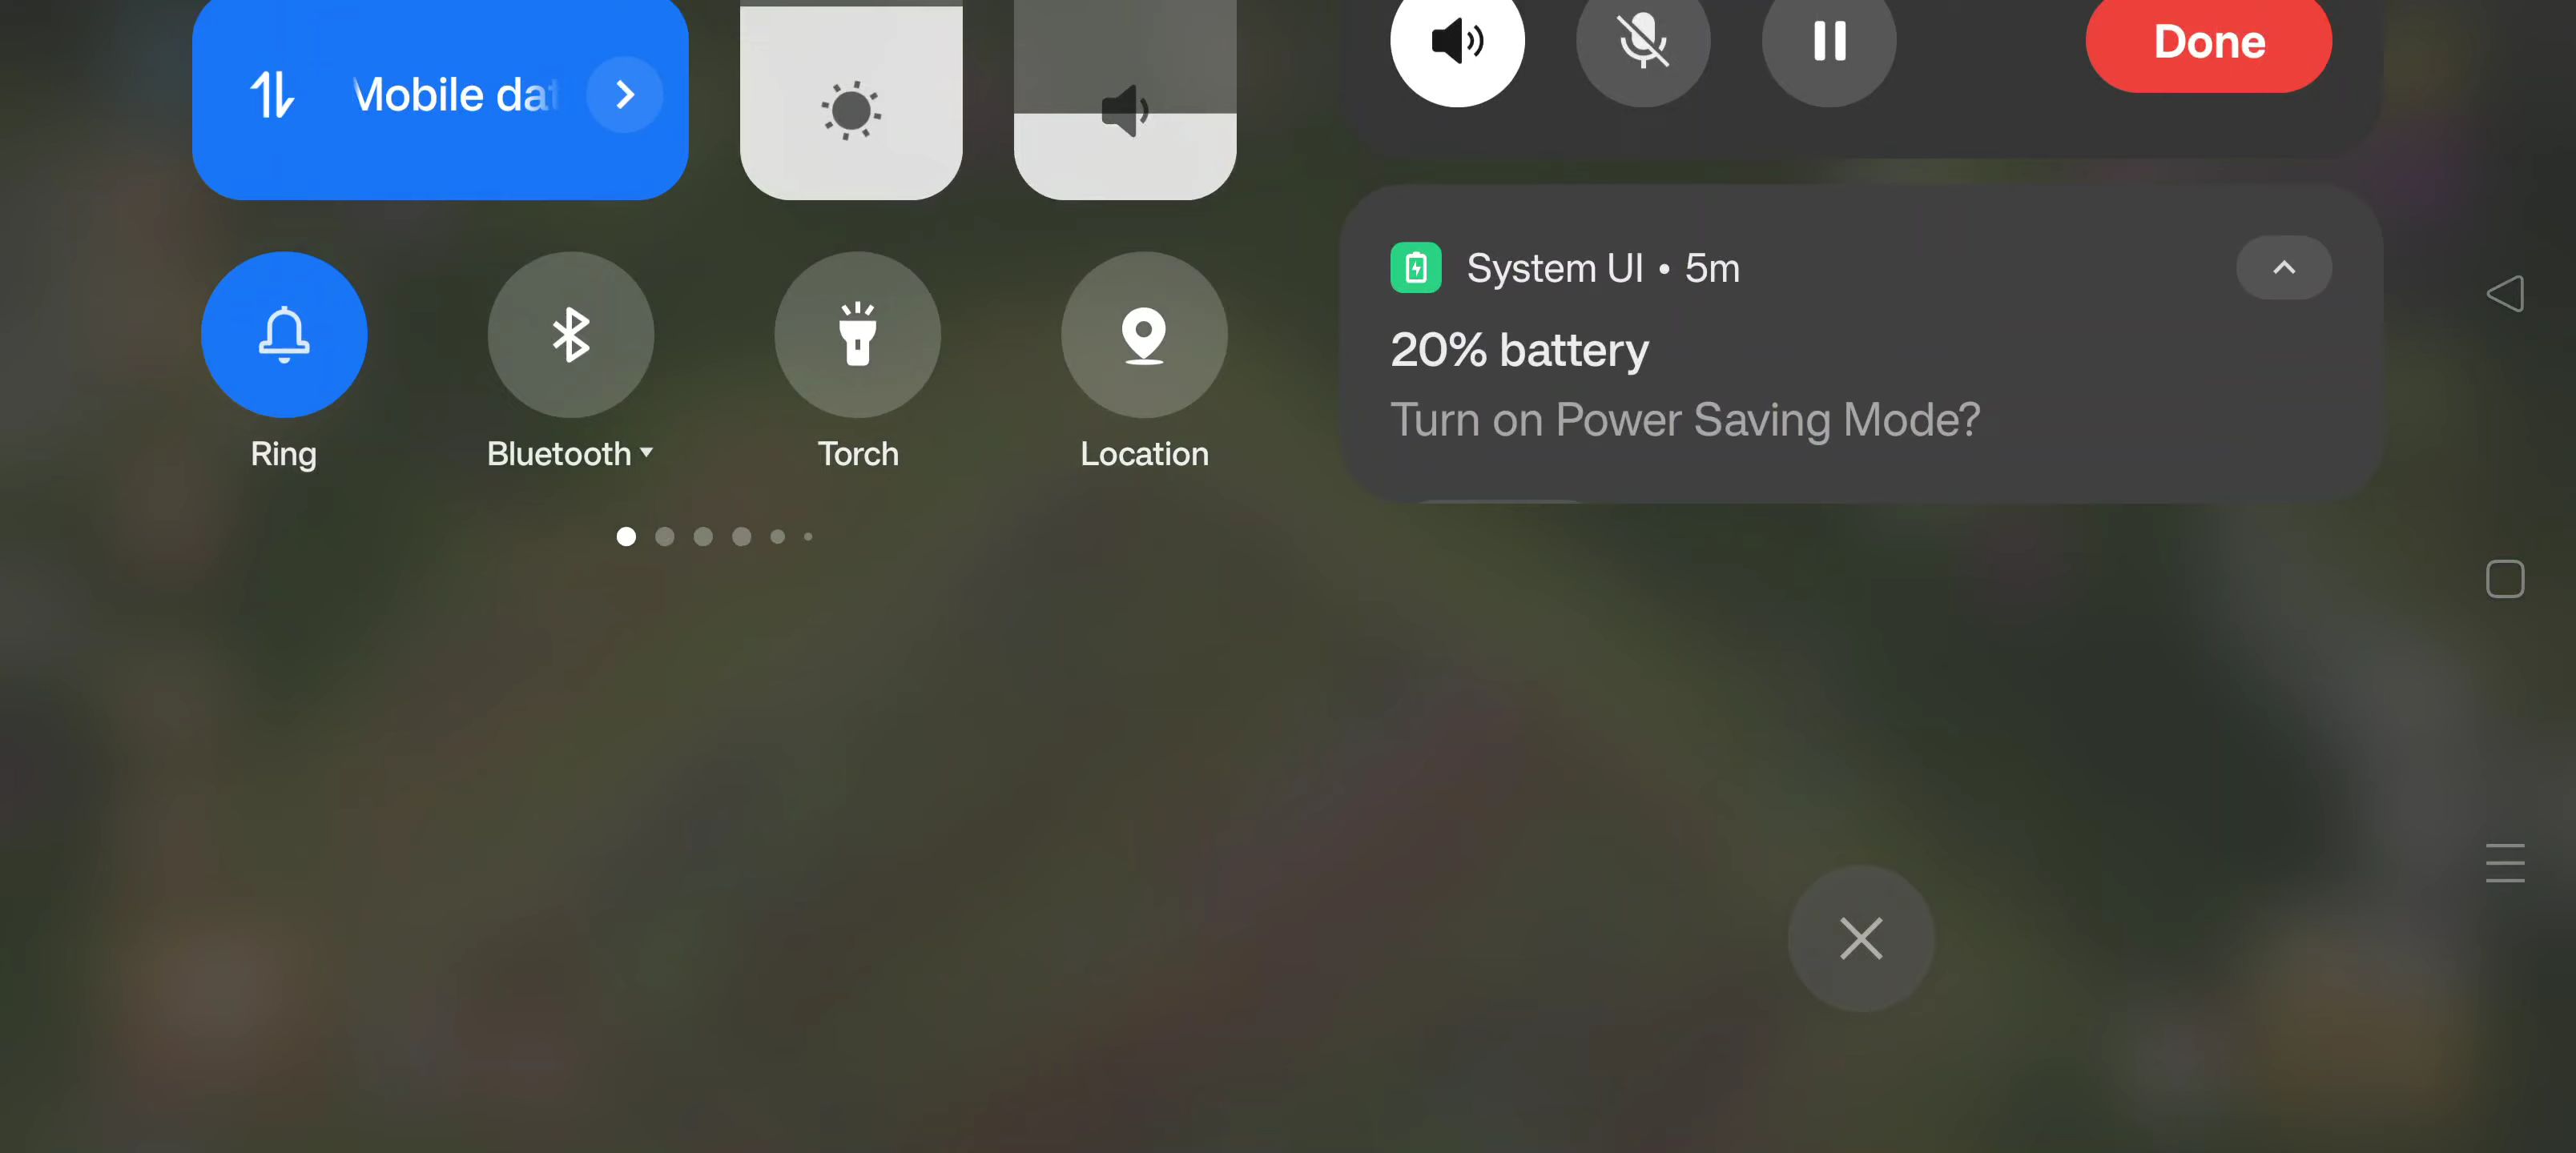 Mobile dat
Done
System UI • 5m
20% battery
Turn on Power Saving Mode?
Ring
Bluetooth
Torch
Location